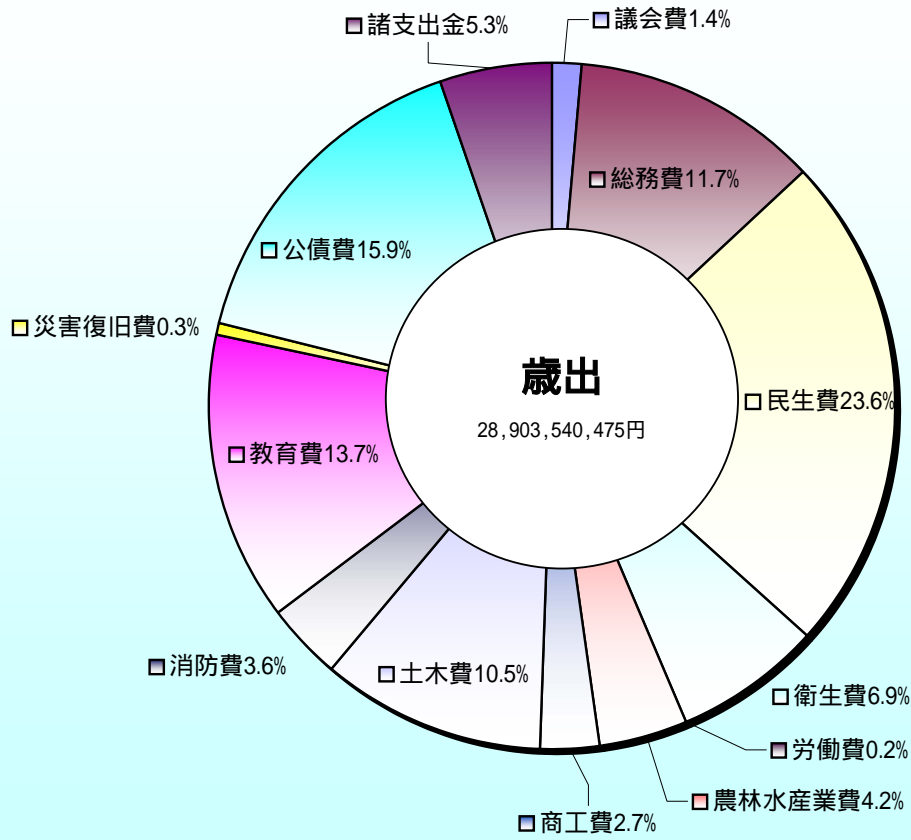 諸支出金5.3%
議会費1.4%
総務費11.7%
公債費15.9%
災害復旧費0.3%
歳出
28,903,540,475円
民生費23.6%
教育費13.7%
消防費3.6%
土木費10.5%
衛生費6.9%
労働費0.2%
農林水産業費4.2%
商工費2.7%